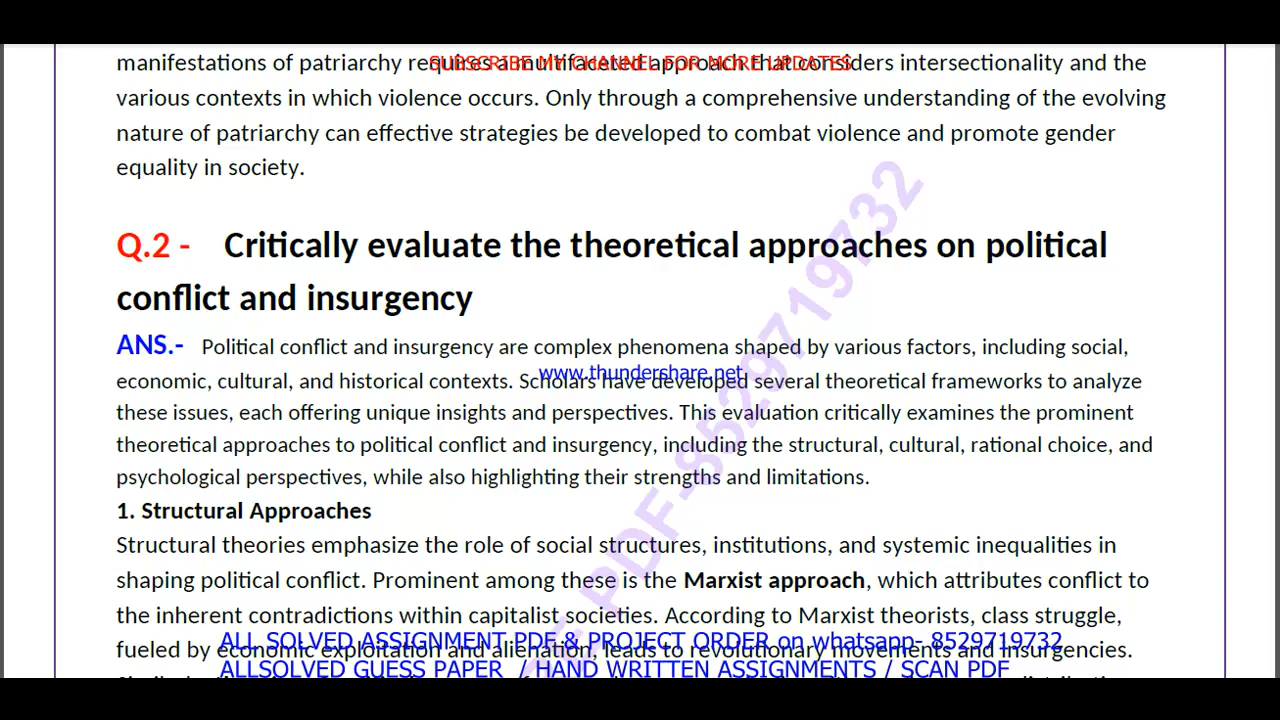 manifestations of patriarchy requires a multifaceted approach that considers intersectionality and the
SUBSCRIBE MY CHANNEL FOR MORE UPDATES
various contexts in which violence occurs. Only through a comprehensive understanding of the evolving
nature of patriarchy can effective strategies be developed to combat violence and promote gender
equality in society.
Q.2 - Critically evaluate the theoretical approaches on political
conflict and insurgency
ANS.- Political conflict and insurgency are complex phenomena shaped by various factors, including social,
www.thundershare.net
economic, cultural, and historical contexts. Scholars have developed several theoretical frameworks to analyze
these issues, each offering unique insights and perspectives. This evaluation critically examines the prominent
theoretical approaches to political conflict and insurgency, including the structural, cultural, rational choice, and
psychological perspectives, while also highlighting their strengths and limitations.
1. Structural Approaches
Structural theories emphasize the role of social structures, institutions, and systemic inequalities in
shaping political conflict. Prominent among these is the Marxist approach, which attributes conflict to
the inherent contradictions within capitalist societies. According to Marxist theorists, class struggle,
ALL SOLVED ASSIGNMENT PDF & PROJECT ORDER on whatsapp- 8529719732
fueled by economic exploitation and alienation, leads to revolutionary movements and insurgencies.
ALLSOLVED GUESS PAPER / HAND WRITTEN ASSIGNMENTS / SCAN PDF
PDF-8529719732